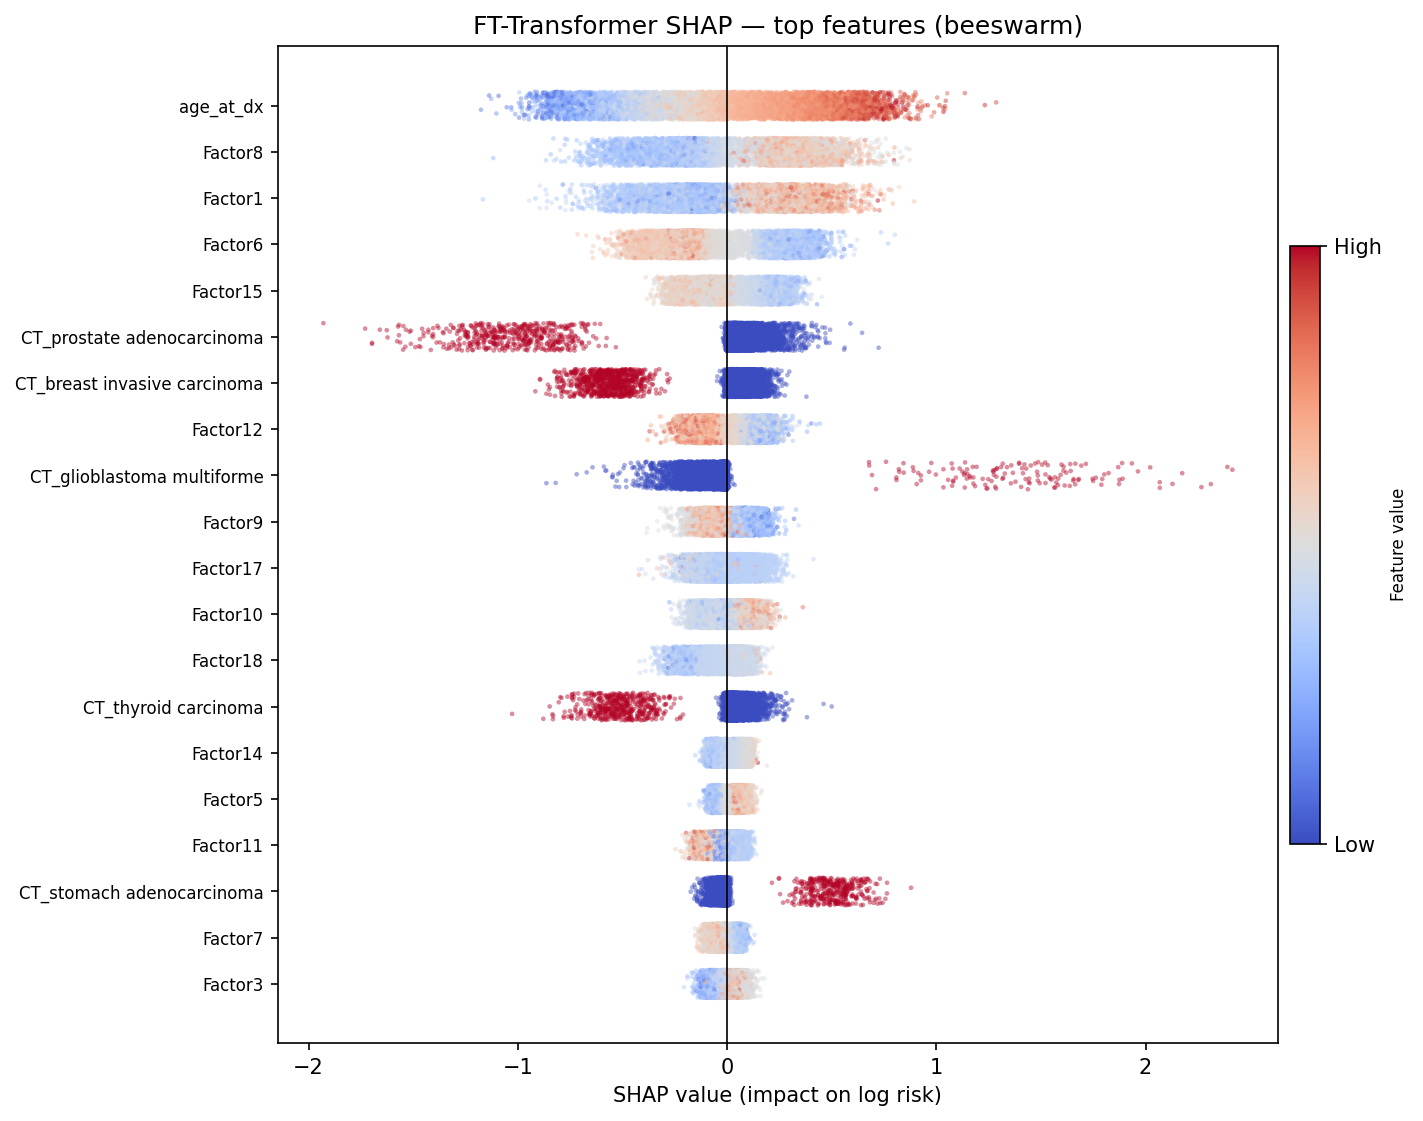 FT-Transformer SHAP — top features (beeswarm)
age_at_dx
Factor8
Factor1
Factor6
Factor15
CT_prostate adenocarcinoma
CT_breast invasive carcinoma
Factor12
CT_glioblastoma multiforme
Factor9
Factor17
Factor10
Factor18
CT_thyroid carcinoma
Factor14
Factor5
Factor11
CT_stomach adenocarcinoma
Factor7
Factor3
−2
−1
0
1
2
SHAP value (impact on log risk)
High
Low
Feature value